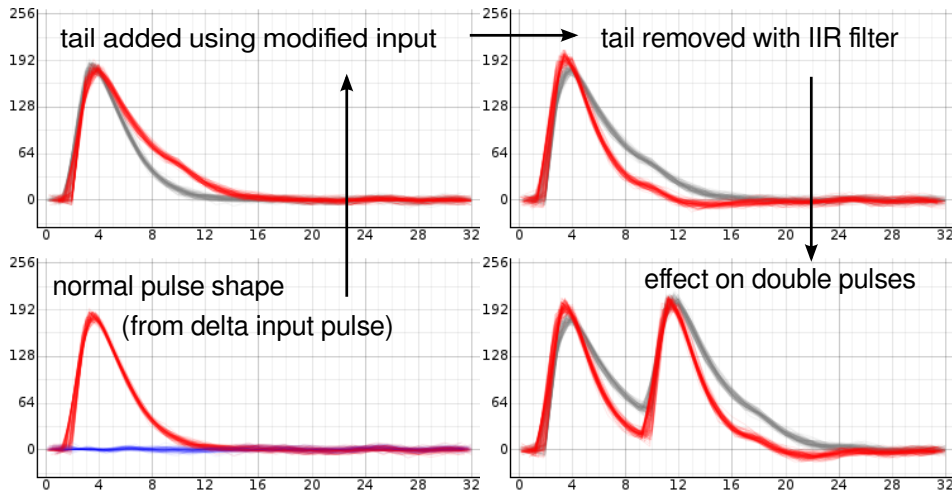 256
tail added using modified input
192
128
64
0
0 4 8 12 16 20 24 28 32
256
tail removed with IIR filter
192
128
64
0
0 4 8 12 16 20 24 28 32
256
normal pulse shape
(from delta input pulse)
192
128
64
0
0 4 8 12 16 20 24 28 32
256
effect on double pulses
192
128
64
0
0 4 8 12 16 20 24 28 32